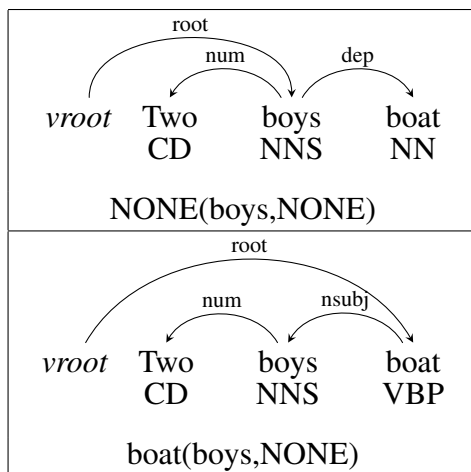 root
num dep
vroot Two boys boat
CD NNS NN
NONE(boys,NONE)
root
num nsubj
vroot Two boys boat
CD NNS VBP
boat(boys,NONE)